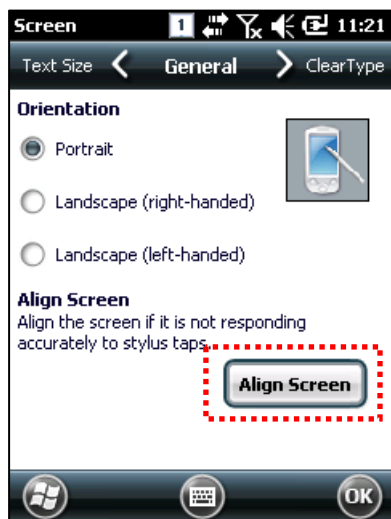 Screen 1 11:21
Text Size General ClearType
Orientation
Portrait
Landscape (right-handed)
Landscape (left-handed)
Align Screen
Align the screen if it is not responding
accurately to stylus taps.
Align Screen
OK